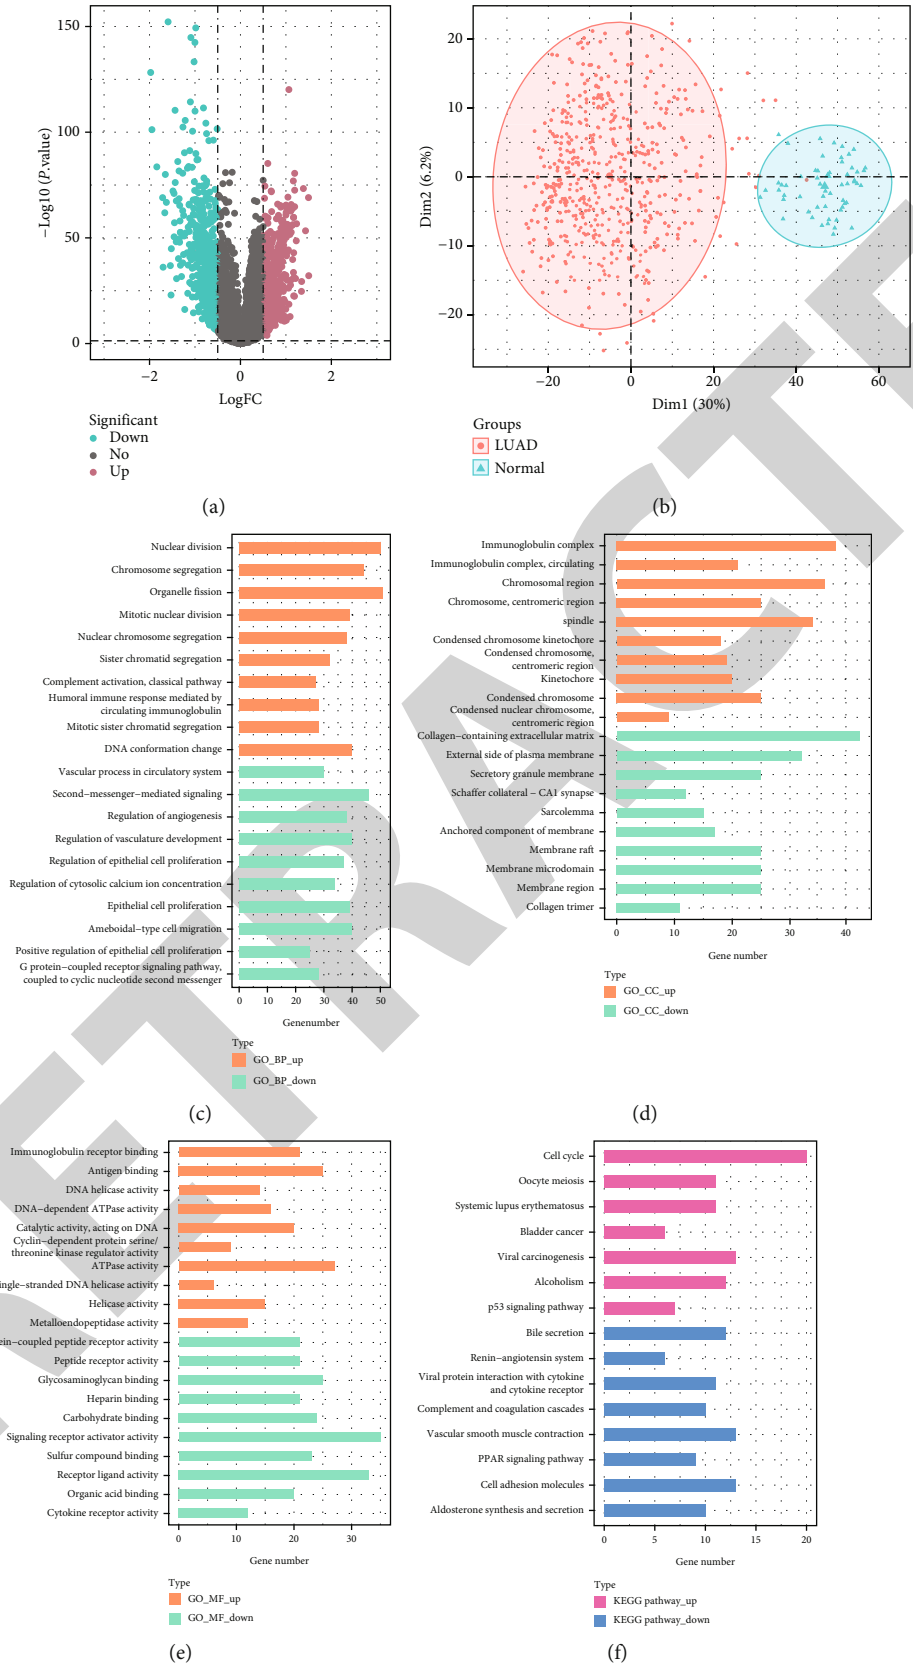 150
100
50
0
−Log10 (P.value)
−2
0
2
LogFC
Significant
Down
No
Up
(a)
20
10
0
−10
−20
Dim2 (6.2%)
−20
0
20
40
60
Dim1 (30%)
Groups
LUAD
Normal
(b)
Nuclear division
Chromosome segregation
Organelle fission
Mitotic nuclear division
Nuclear chromosome segregation
Sister chromatid segregation
Complement activation, classical pathway
Humoral immune response mediated by
circulating immunoglobulin
Mitotic sister chromatid segregation
DNA conformation change
Vascular process in circulatory system
Second−messenger−mediated signaling
Regulation of angiogenesis
Regulation of vasculature development
Regulation of epithelial cell proliferation
Regulation of cytosolic calcium ion concentration
Epithelial cell proliferation
Ameboidal−type cell migration
Positive regulation of epithelial cell proliferation
G protein−coupled receptor signaling pathway,
coupled to cyclic nucleotide second messenger
0 10 20 30 40 50
Genenumber
Type
GO_BP_up
GO_BP_down
(c)
Immunoglobulin complex
Immunoglobulin complex, circulating
Chromosomal region
Chromosome, centromeric region
spindle
Condensed chromosome kinetochore
Condensed chromosome,
centromeric region
Kinetochore
Condensed chromosome
Condensed nuclear chromosome,
centromeric region
Collagen−containing extracellular matrix
External side of plasma membrane
Secretory granule membrane
Schaffer collateral − CA1 synapse
Sarcolemma
Anchored component of membrane
Membrane raft
Membrane microdomain
Membrane region
Collagen trimer
0 10 20 30 40
Gene number
Type
GO_CC_up
GO_CC_down
(d)
Immunoglobulin receptor binding
Antigen binding
DNA helicase activity
DNA−dependent ATPase activity
Catalytic activity, acting on DNA
Cyclin−dependent protein serine/
threonine kinase regulator activity
ATPase activity
ingle−stranded DNA helicase activity
Helicase activity
Metalloendopeptidase activity
ein−coupled peptide receptor activity
Peptide receptor activity
Glycosaminoglycan binding
Heparin binding
Carbohydrate binding
Signaling receptor activator activity
Sulfur compound binding
Receptor ligand activity
Organic acid binding
Cytokine receptor activity
0 10 20 30
Gene number
Type
GO_MF_up
GO_MF_down
(e)
Cell cycle
Oocyte meiosis
Systemic lupus erythematosus
Bladder cancer
Viral carcinogenesis
Alcoholism
p53 signaling pathway
Bile secretion
Renin−angiotensin system
Viral protein interaction with cytokine
and cytokine receptor
Complement and coagulation cascades
Vascular smooth muscle contraction
PPAR signaling pathway
Cell adhesion molecules
Aldosterone synthesis and secretion
0 5 10 15 20
Gene number
Type
KEGG pathway_up
KEGG pathway_down
(f)
RETRACTE